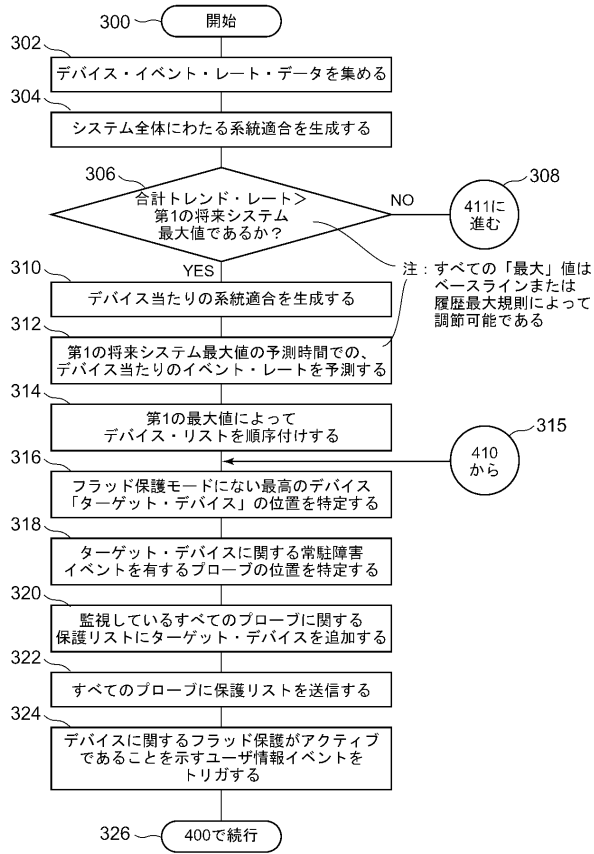 300
開始
302
デバイス・イベント・レート・データを集める
304
システム全体にわたる系統適合を生成する
306
合計トレンド・レート＞
第1の将来システム
最大値であるか？
NO
308
411に
進む
YES
注：すべての「最大」値は
ベースラインまたは
履歴最大規則によって
調節可能である
310
デバイス当たりの系統適合を生成する
312
第1の将来システム最大値の予測時間での、
デバイス当たりのイベント・レートを予測する
314
第1の最大値によって
デバイス・リストを順序付けする
315
410
から
316
フラッド保護モードにない最高のデバイス
「ターゲット・デバイス」の位置を特定する
318
ターゲット・デバイスに関する常駐障害
イベントを有するプローブの位置を特定する
320
監視しているすべてのプローブに関する
保護リストにターゲット・デバイスを追加する
322
すべてのプローブに保護リストを送信する
324
デバイスに関するフラッド保護がアクティブ
であることを示すユーザ情報イベントを
トリガする
326
400で続行